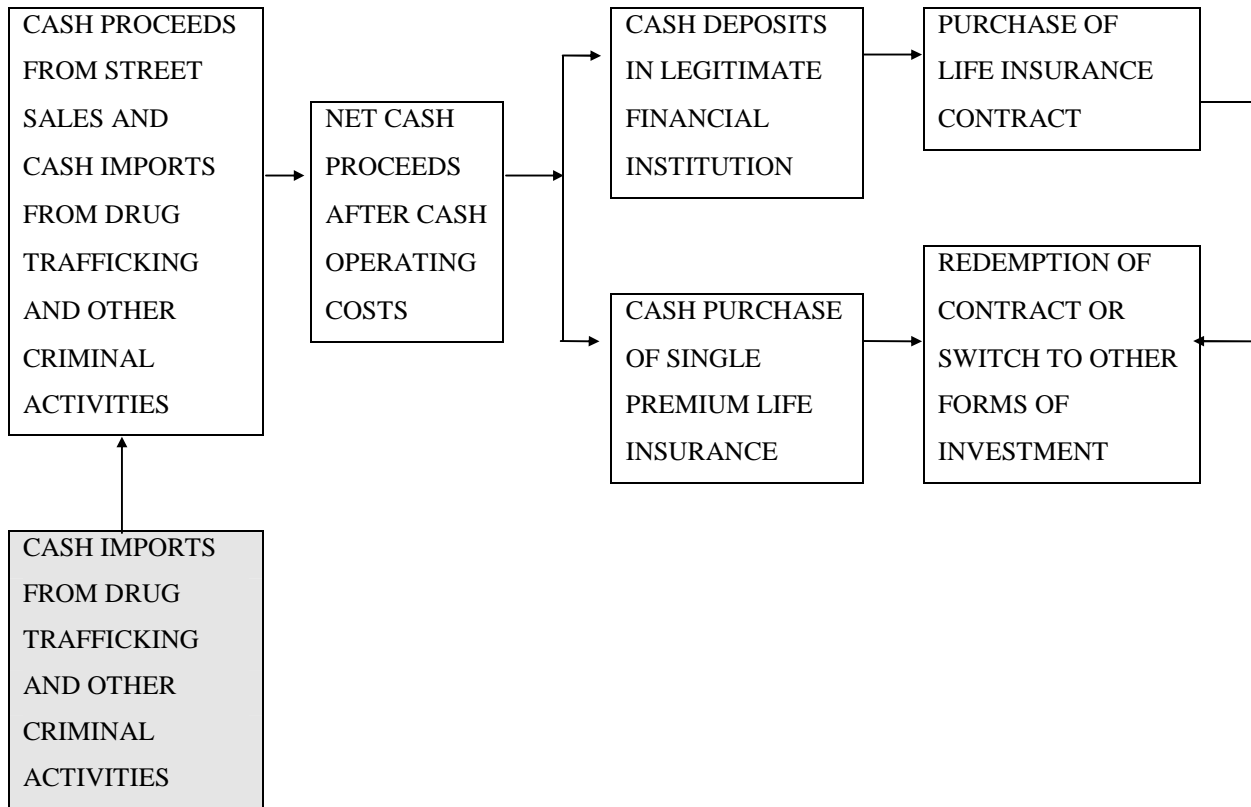 CASH PROCEEDS
FROM STREET
SALES AND
CASH IMPORTS
FROM DRUG
TRAFFICKING
AND OTHER
CRIMINAL
ACTIVITIES
NET CASH
PROCEEDS
AFTER CASH
OPERATING
COSTS
CASH DEPOSITS
IN LEGITIMATE
FINANCIAL
INSTITUTION
PURCHASE OF
LIFE INSURANCE
CONTRACT
CASH PURCHASE
OF SINGLE
PREMIUM LIFE
INSURANCE
REDEMPTION OF
CONTRACT OR
SWITCH TO OTHER
FORMS OF
INVESTMENT
CASH IMPORTS
FROM DRUG
TRAFFICKING
AND OTHER
CRIMINAL
ACTIVITIES